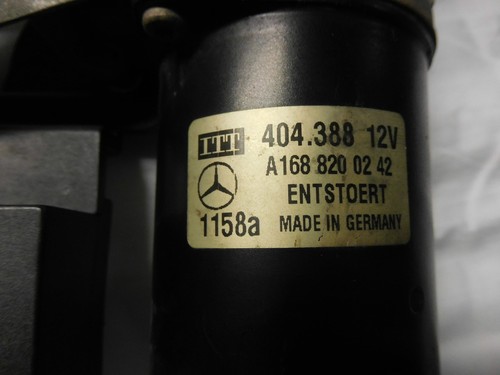 ITT 404.388 12V
A168 820 02 42
ENTSTOERT
1158a MADE IN GERMANY